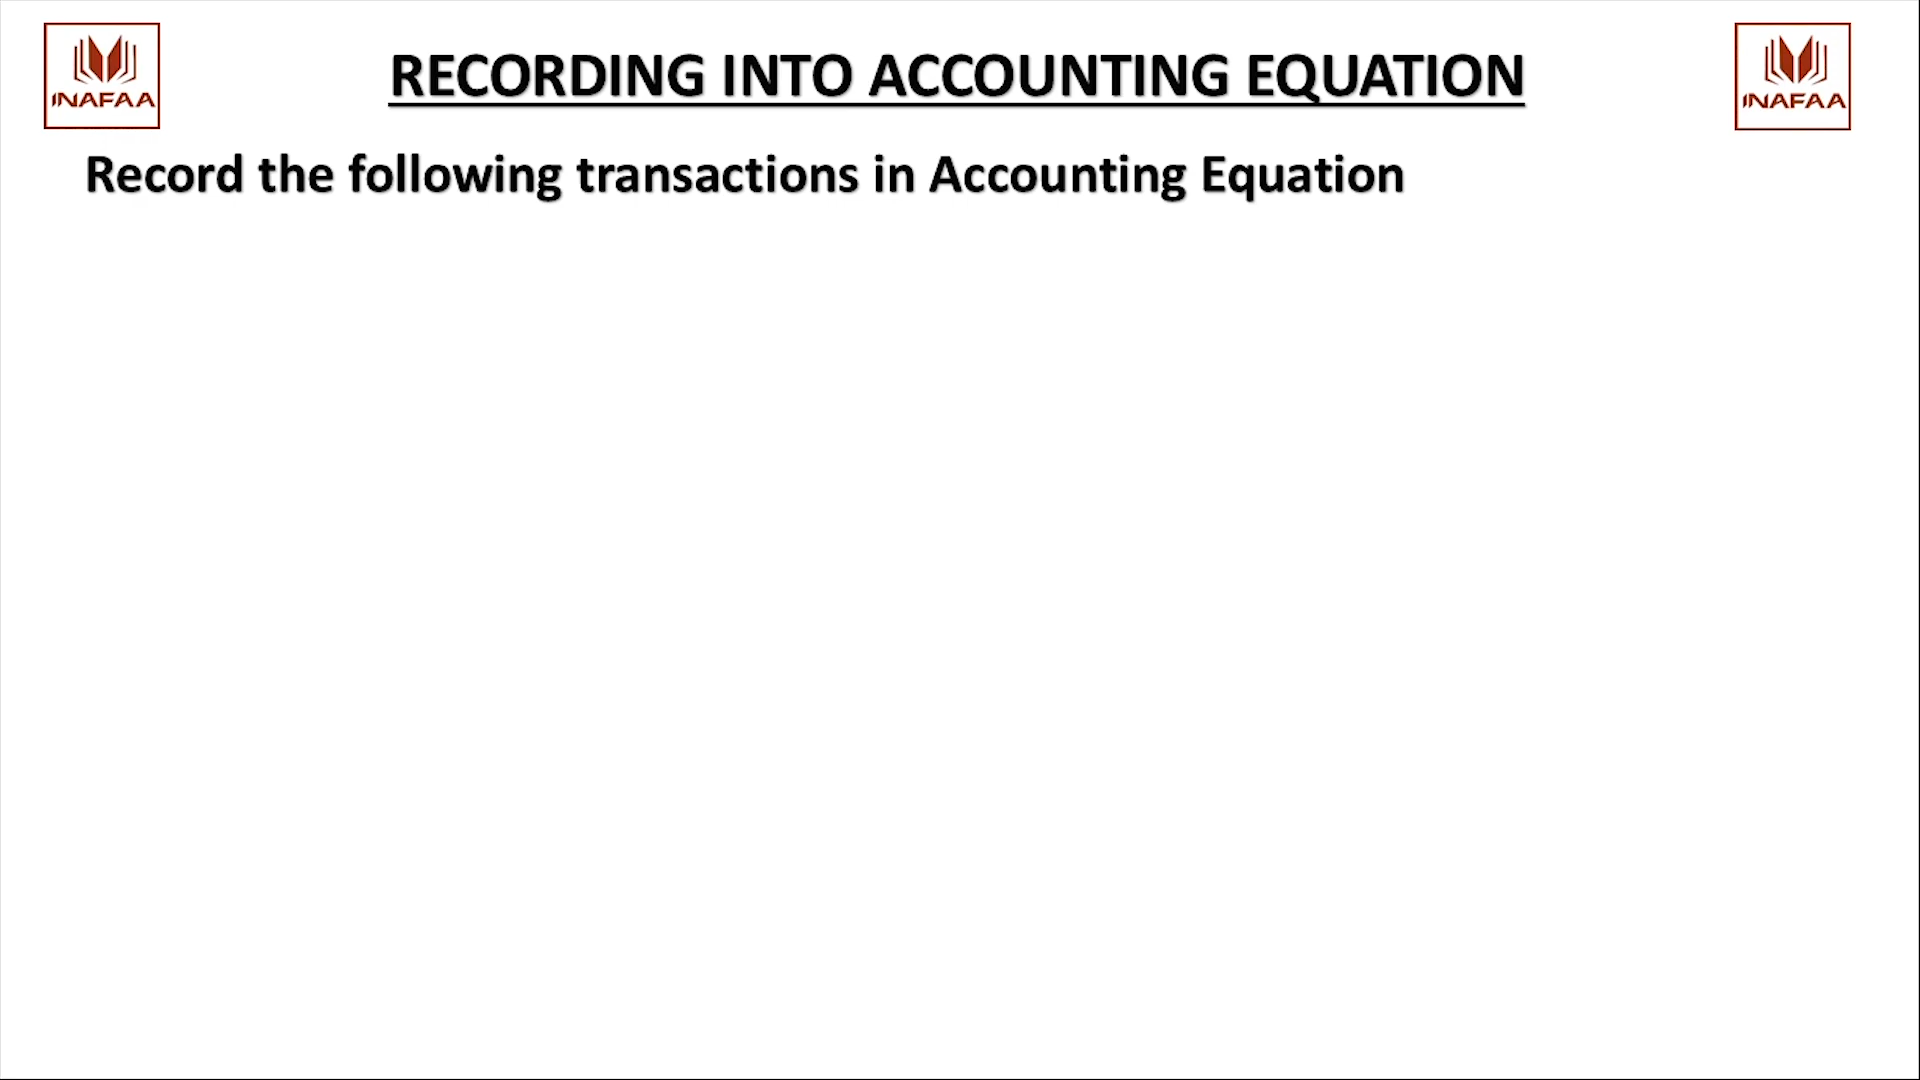 INAFAA
RECORDING INTO ACCOUNTING EQUATION
INAFAA
Record the following transactions in Accounting Equation